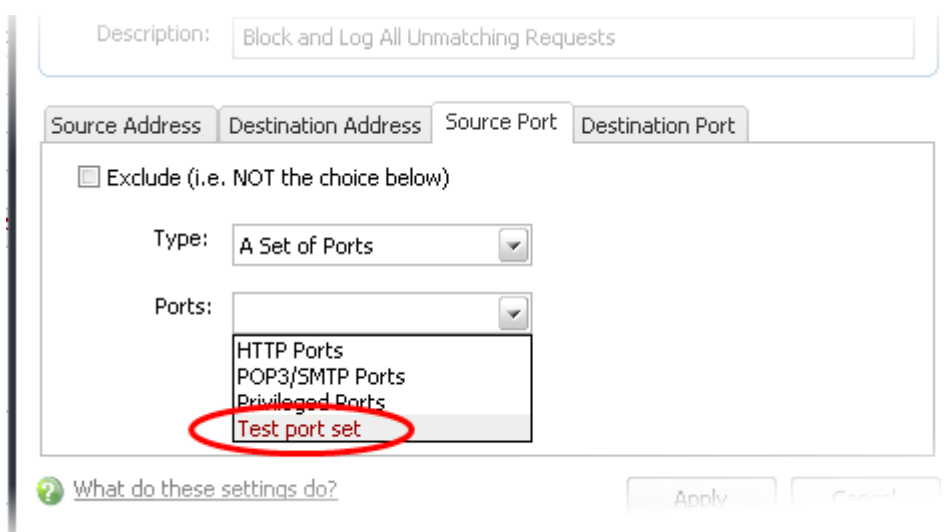 Description: Block and Log All Unmatching Requests
Source Address Destination Address Source Port Destination Port
Exclude (i.e. NOT the choice below)
Type: A Set of Ports
Ports:
HTTP Ports
POP3/SMTP Ports
Privileged Ports
Test port set
What do these settings do? Apply Cancel